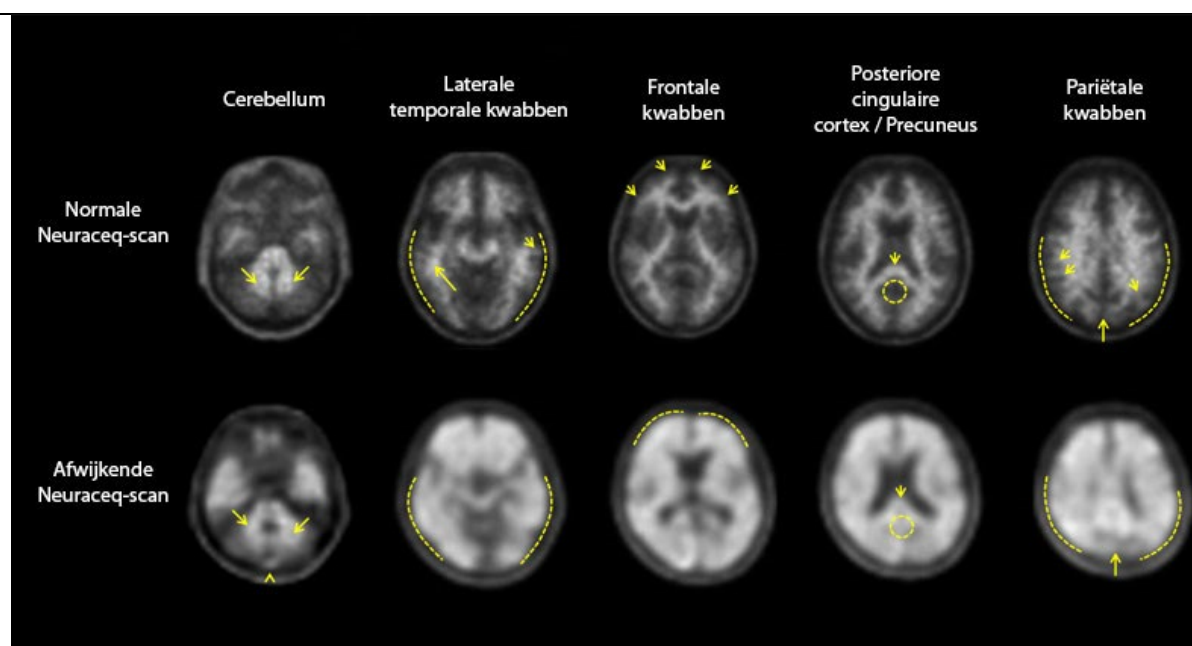 Cerebellum
Laterale
temporale kwabben
Frontale
kwabben
Posteriore
cingulaire
cortex / Precuneus
Pariëtale
kwabben
Normale
Neuraceq-scan
Afwijkende
Neuraceq-scan